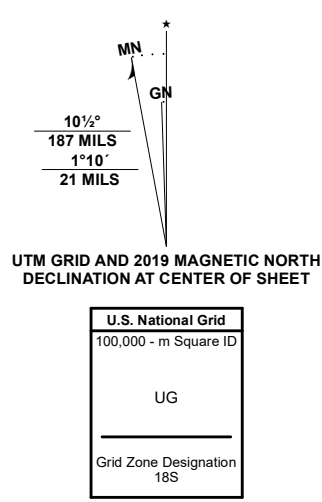 ★
MN
GN
10½°
187 MILS
1°10´
21 MILS
UTM GRID AND 2019 MAGNETIC NORTH
DECLINATION AT CENTER OF SHEET
U.S. National Grid
100,000 - m Square ID
UG
Grid Zone Designation
18S